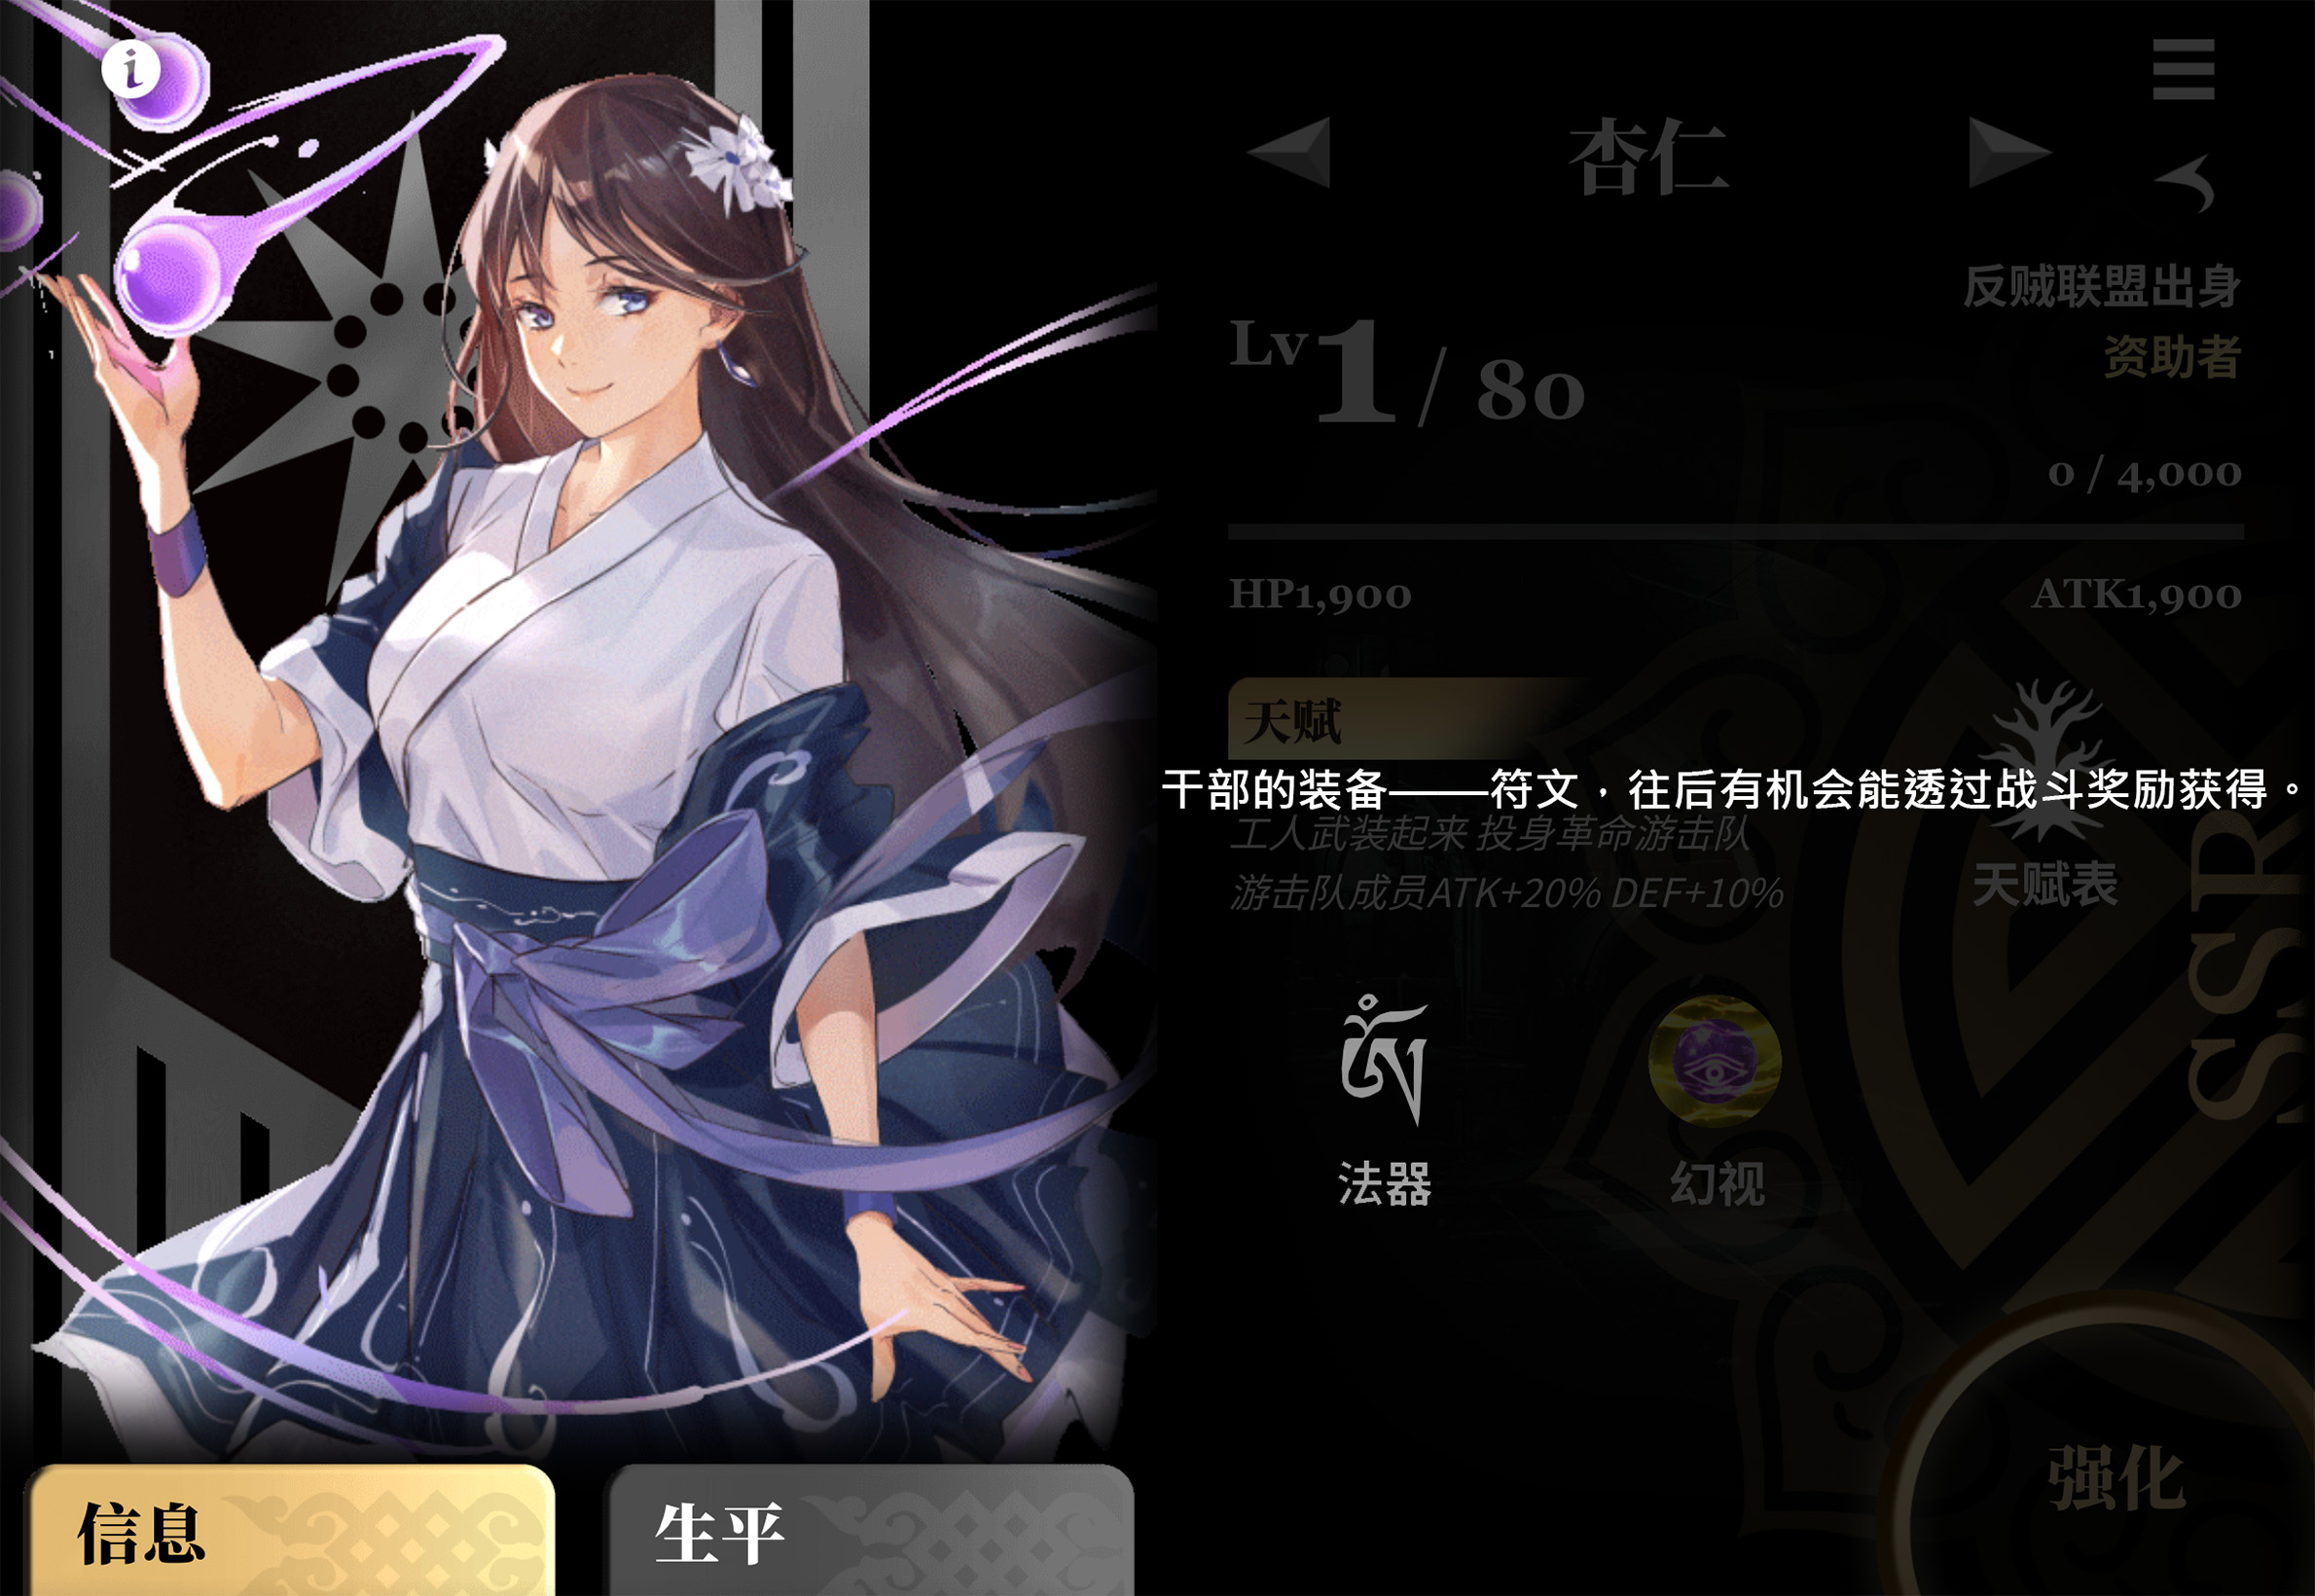 i
杏仁
反贼联盟出身
资助者
Lv1 / 80
0 / 4,000
HP1,900
ATK1,900
天赋
干部的装备——符文，往后有机会能透过战斗奖励获得。
工人武装起来 投身革命游击队
游击队成员ATK+20% DEF+10%
天赋表
SSR
ༀ
法器
幻视
强化
信息
生平